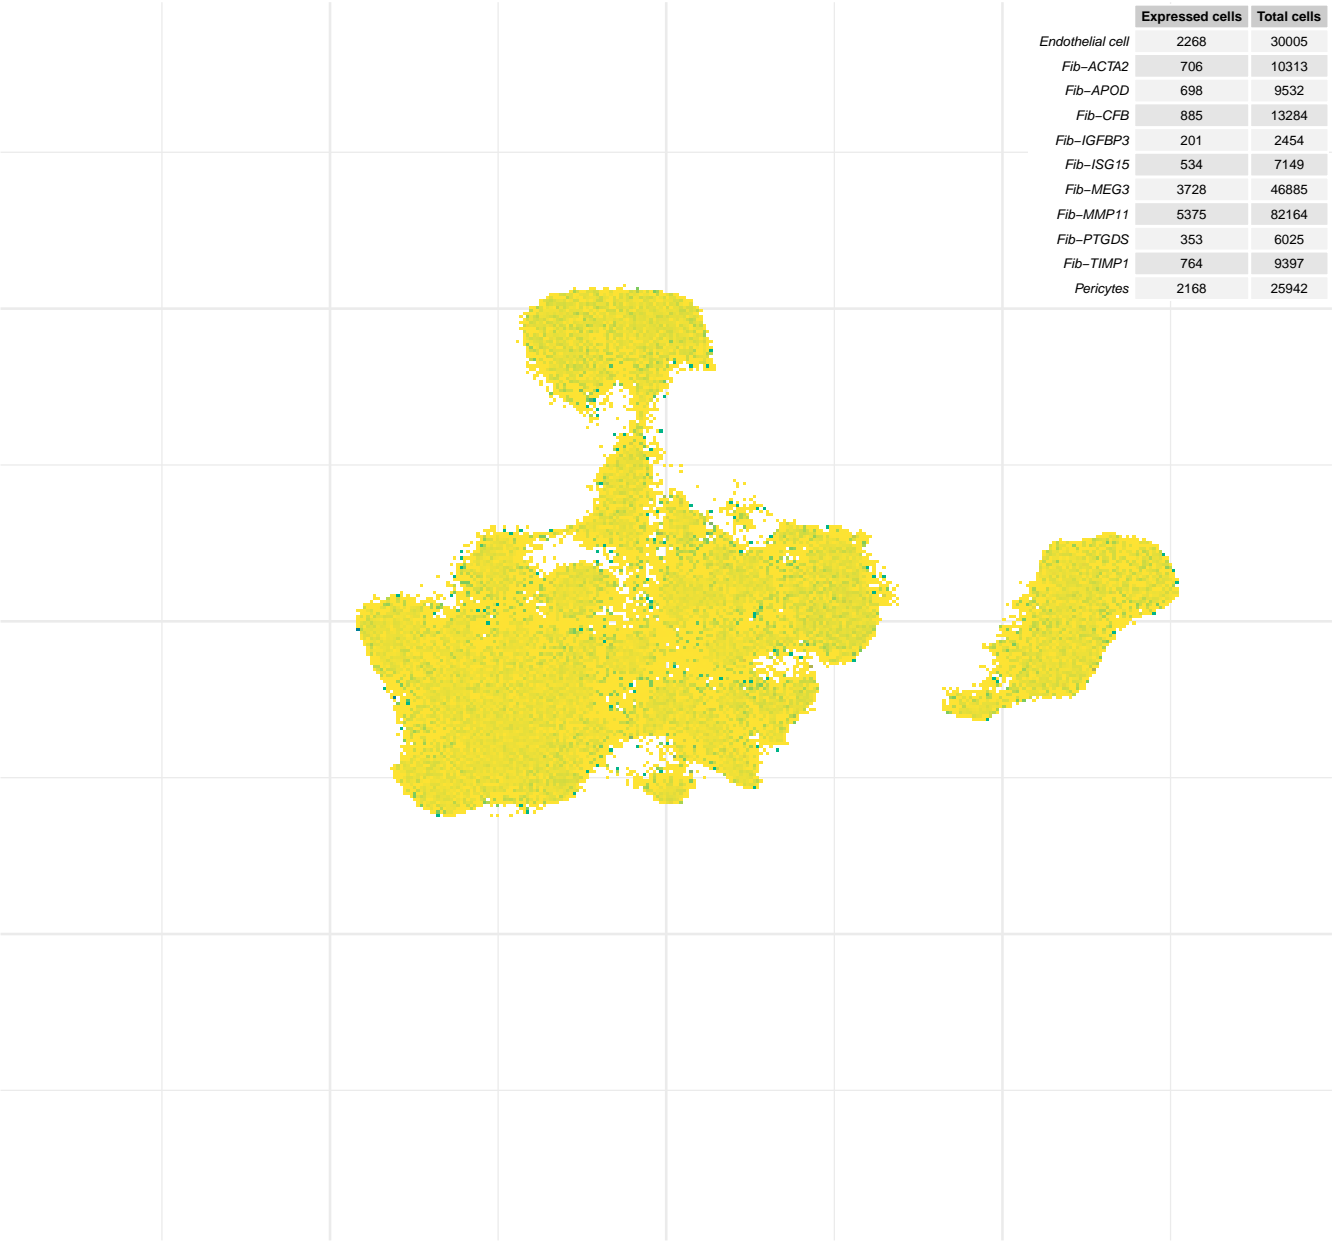 Expressed cells Total cells
Endothelial cell 2268 30005
Fib−ACTA2 706 10313
Fib−APOD 698 9532
Fib−CFB 885 13284
Fib−IGFBP3 201 2454
Fib−ISG15 534 7149
Fib−MEG3 3728 46885
Fib−MMP11 5375 82164
Fib−PTGDS 353 6025
Fib−TIMP1 764 9397
Pericytes 2168 25942